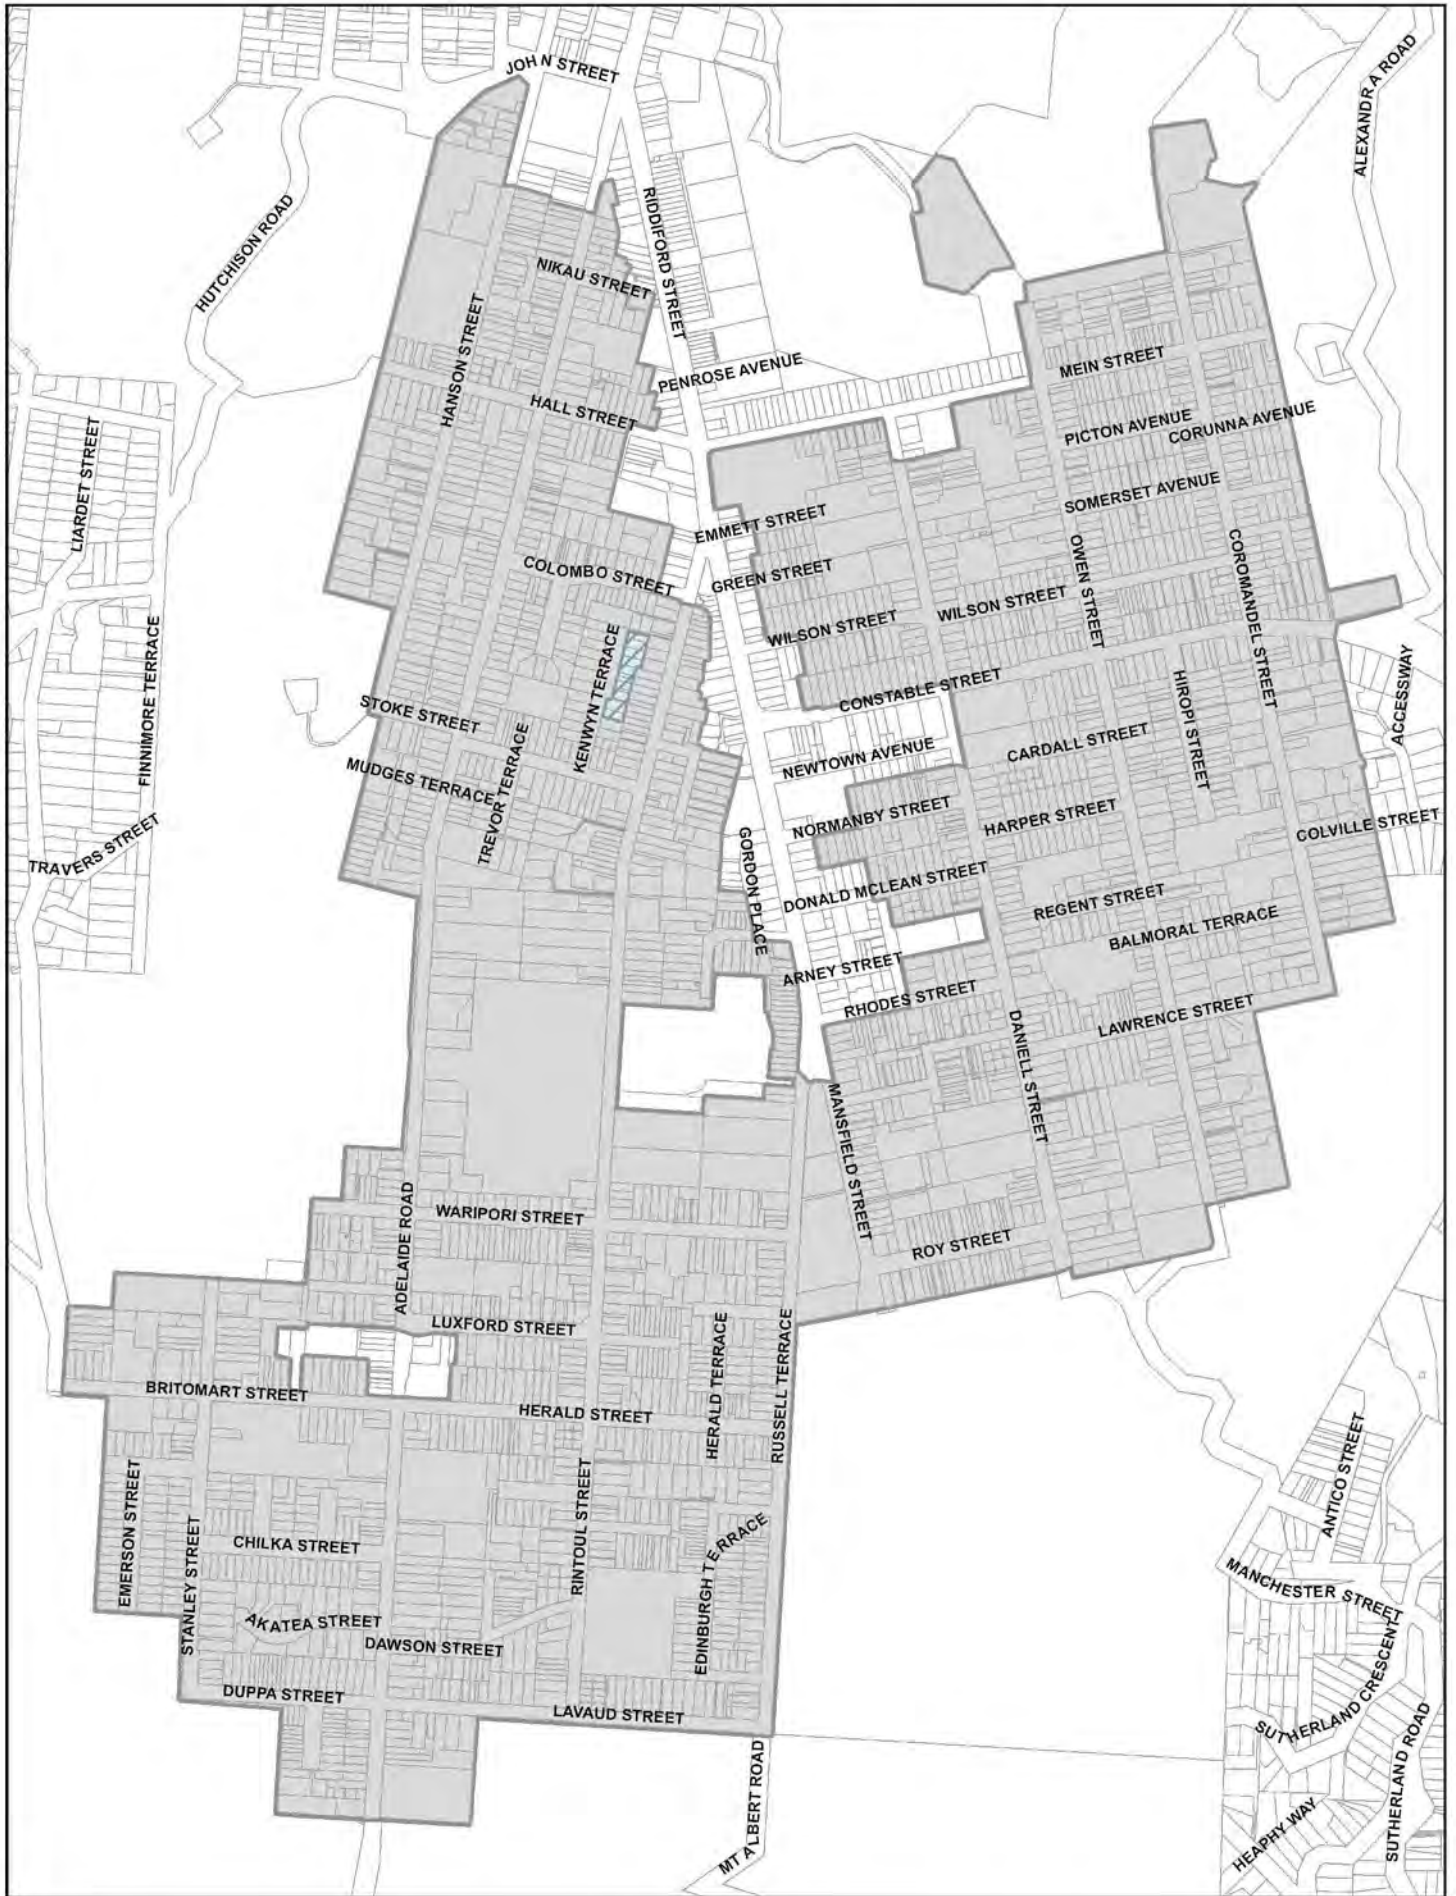 JOHN STREET
ALEXANDRA ROAD
HUTCHISON ROAD
RIDDIFORD STREET
NIKAU STREET
HANSON STREET
PENROSE AVENUE
MEIN STREET
HALL STREET
PICTON AVENUE
CORUNNA AVENUE
LIARDET STREET
SOMERSET AVENUE
EMMETT STREET
COLOMBO STREET
GREEN STREET
OWEN STREET
COROMANDEL STREET
WILSON STREET
WILSON STREET
KENWYN TERRACE
FINNIMORE TERRACE
CONSTABLE STREET
HIROPI STREET
ACCESSWAY
STOKE STREET
TREVOR TERRACE
NEWTOWN AVENUE
CARDALL STREET
MUDGES TERRACE
NORMANBY STREET
HARPER STREET
COLVILLE STREET
TRAVERS STREET
GORDON PLACE
DONALD MCLEAN STREET
REGENT STREET
BALMORAL TERRACE
ARNEY STREET
RHODES STREET
LAWRENCE STREET
DANIELL STREET
MANSFIELD STREET
ADELAIDE ROAD
WARIPORI STREET
ROY STREET
LUXFORD STREET
HERALD TERRACE
RUSSELL TERRACE
BRITOMART STREET
HERALD STREET
EMERSON STREET
STANLEY STREET
CHILKA STREET
RINTOUL STREET
EDINBURGH TERRACE
ANTICO STREET
MANCHESTER STREET
AKATEA STREET
DAWSON STREET
DUPPA STREET
LAVAUD STREET
SUTHERLAND CRESCENT
SUTHERLAND ROAD
MT ALBERT ROAD
HEAPHY WAY